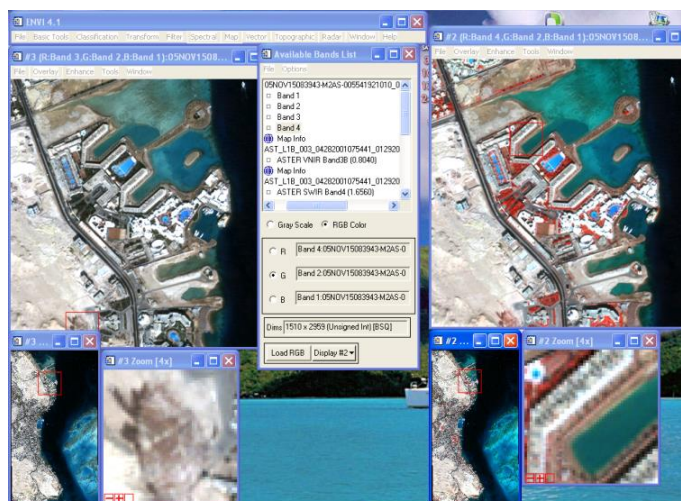 ENVI 4.1
File Basic Tools Classification Transform Filter Spectral Map Vector Topographic Radar Window Help
#3 (R:Band 3,G:Band 2,B:Band 1):05NOV1508...
File Overlay Enhance Tools Window
Available Bands List
File Options
05NOV15083943-M2AS-005541921010_0
Band 1
Band 2
Band 3
Band 4
Map Info
AST_L1B_003_04282001075441_012920
ASTER VNIR Band3B (0.8040)
Map Info
AST_L1B_003_04282001075441_012920
ASTER SWIR Band4 (1.6560)
Gray Scale RGB Color
R Band 4:05NOV15083943-M2AS-0
G Band 2:05NOV15083943-M2AS-0
B Band 1:05NOV15083943-M2AS-0
Dims 1510 x 2959 (Unsigned Int) [BSQ]
Load RGB Display #2
#2 (R:Band 4,G:Band 2,B:Band 1):05NOV1508...
File Overlay Enhance Tools Window
#3 ...
#3 Zoom [4x]
#2 ...
#2 Zoom [4x]